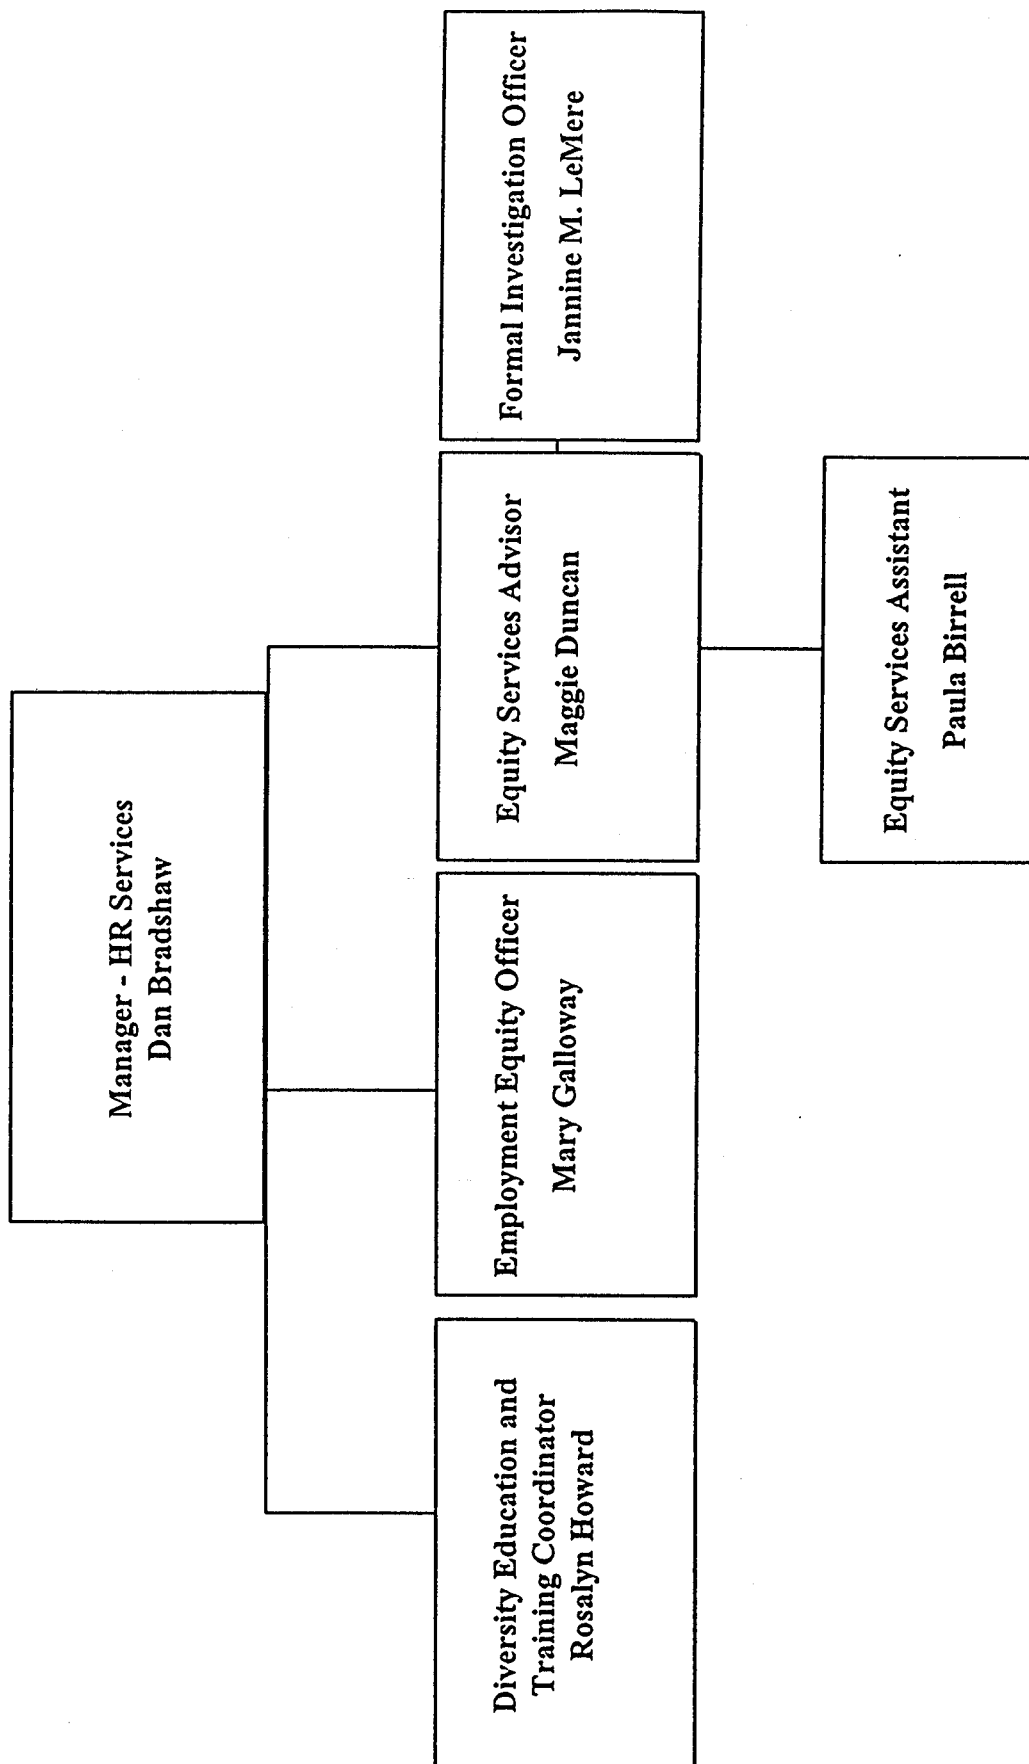 Manager - HR Services
Dan Bradshaw
Diversity Education and
Training Coordinator
Rosalyn Howard
Employment Equity Officer
Mary Galloway
Equity Services Advisor
Maggie Duncan
Formal Investigation Officer
Jannine M. LeMere
Equity Services Assistant
Paula Birrell